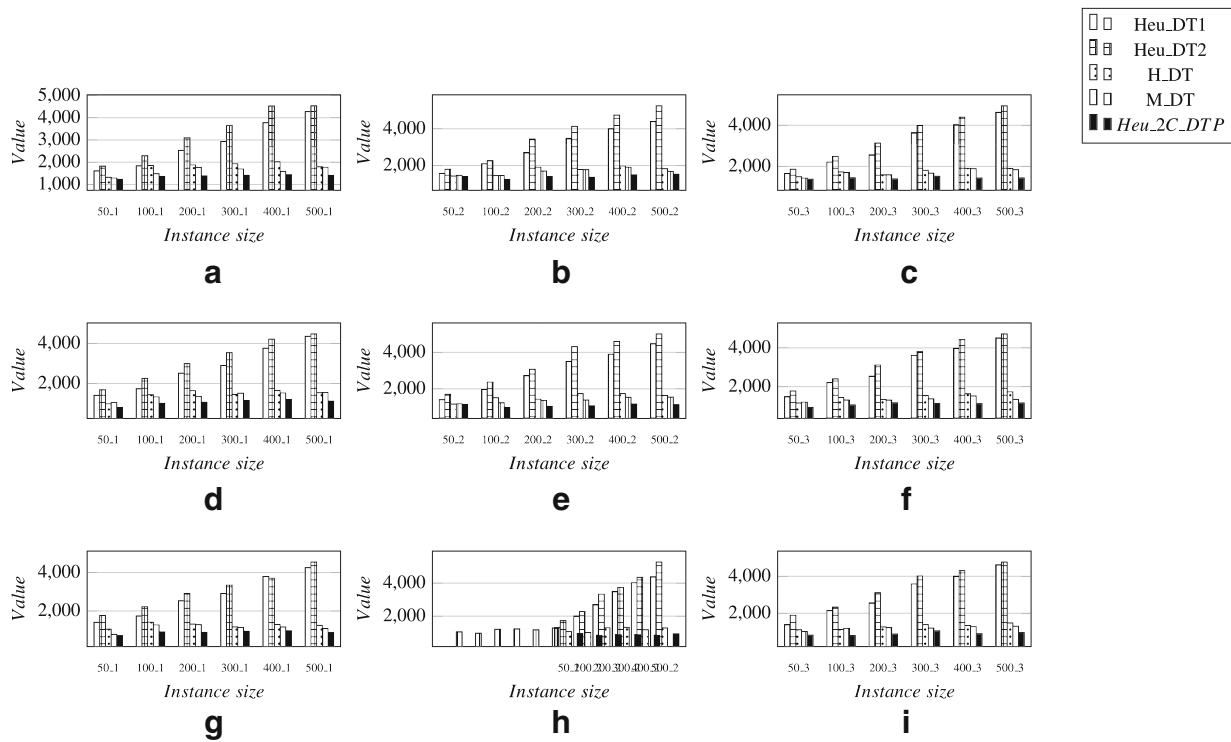 Heu_DT1
Heu_DT2
H_DT
M_DT
Heu_2C_DTP
5,000
4,000
3,000
2,000
1,000
Value
50_1 100_1 200_1 300_1 400_1 500_1
Instance size
a
4,000
2,000
Value
50_2 100_2 200_2 300_2 400_2 500_2
Instance size
b
4,000
2,000
Value
50_3 100_3 200_3 300_3 400_3 500_3
Instance size
c
4,000
2,000
Value
50_1 100_1 200_1 300_1 400_1 500_1
Instance size
d
4,000
2,000
Value
50_2 100_2 200_2 300_2 400_2 500_2
Instance size
e
4,000
2,000
Value
50_3 100_3 200_3 300_3 400_3 500_3
Instance size
f
4,000
2,000
Value
50_1 100_1 200_1 300_1 400_1 500_1
Instance size
g
4,000
2,000
Value
500_2
Instance size
h
4,000
2,000
Value
50_3 100_3 200_3 300_3 400_3 500_3
Instance size
i